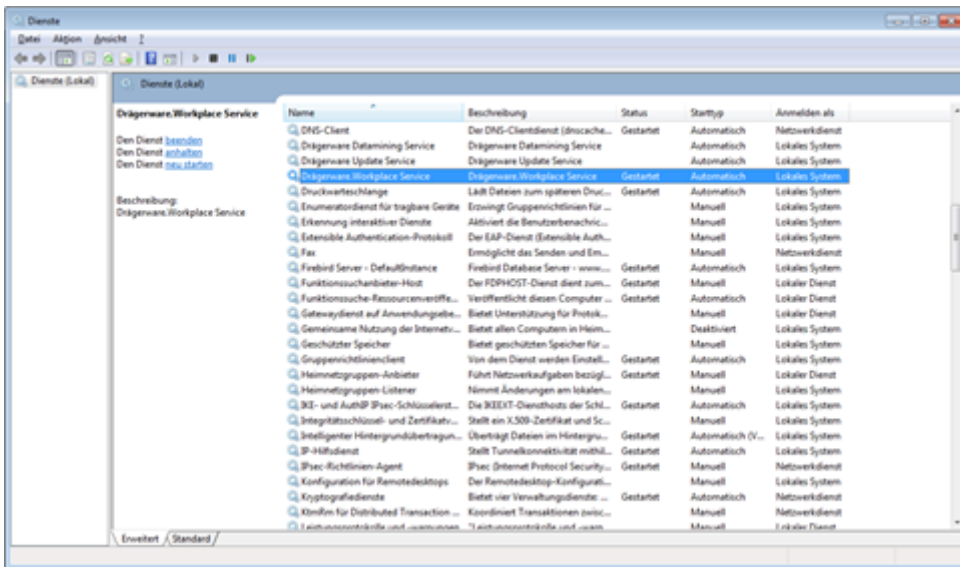 Dienste
Datei Aktion Ansicht ?
Dienste (Lokal)
Dienste (Lokal)
Drägerware.Workplace Service
Den Dienst beenden
Den Dienst anhalten
Den Dienst neu starten
Beschreibung:
Drägerware.Workplace Service
Name Beschreibung Status Starttyp Anmelden als
DNS-Client Der DNS-Clientdienst (dnscache... Gestartet Automatisch Netzwerkdienst
Drägerware Datamining Service Drägerware Datamining Service Automatisch Lokales System
Drägerware Update Service Drägerware Update Service Automatisch Lokales System
Drägerware.Workplace Service Drägerware.Workplace Service Gestartet Automatisch Lokales System
Druckwarteschlange Lädt Dateien zum späteren Druc... Gestartet Automatisch Lokales System
Enumeratordienst für tragbare Geräte Erzwingt Gruppenrichtlinien für ... Manuell Lokales System
Erkennung interaktiver Dienste Aktiviert die Benutzerbenachric... Manuell Lokales System
Extensible Authentication-Protokoll Der EAP-Dienst (Extensible Auth... Manuell Lokales System
Fax Ermöglicht das Senden und Em... Manuell Netzwerkdienst
Firebird Server - DefaultInstance Firebird Database Server - www.... Gestartet Automatisch Lokales System
Funktionssuchanbieter-Host Der FDPHOST-Dienst dient zum... Gestartet Manuell Lokaler Dienst
Funktionssuche-Ressourcenveröffe... Veröffentlicht diesen Computer ... Gestartet Automatisch Lokaler Dienst
Gatewaydienst auf Anwendungsebe... Bietet Unterstützung für Protok... Manuell Lokaler Dienst
Gemeinsame Nutzung der Internetv... Bietet allen Computern in Heim... Deaktiviert Lokales System
Geschützter Speicher Bietet geschützten Speicher für ... Manuell Lokales System
Gruppenrichtlinienclient Von dem Dienst werden Einstell... Gestartet Automatisch Lokales System
Heimnetzgruppen-Anbieter Führt Netzwerkaufgaben bezügl... Gestartet Manuell Lokaler Dienst
Heimnetzgruppen-Listener Nimmt Änderungen am lokalen... Manuell Lokales System
IKE- und AuthIP IPsec-Schlüsselerst... Die IKEEXT-Diensthosts der Schl... Gestartet Automatisch Lokales System
Integritätsschlüssel- und Zertifikatv... Stellt ein X.509-Zertifikat und Sc... Manuell Lokales System
Intelligenter Hintergrundübertragun... Überträgt Dateien im Hintergru... Gestartet Automatisch (V... Lokales System
IP-Hilfsdienst Stellt Tunnelkonnektivität mithil... Gestartet Automatisch Lokales System
IPsec-Richtlinien-Agent IPsec (Internet Protocol Security... Gestartet Manuell Netzwerkdienst
Konfiguration für Remotedesktops Der Remotedesktop-Konfigurati... Manuell Lokales System
Kryptografiedienste Bietet vier Verwaltungsdienste: ... Gestartet Automatisch Netzwerkdienst
KtmRm für Distributed Transaction ... Koordiniert Transaktionen zwisc... Manuell Netzwerkdienst
Leistungsprotokolle und -warnungen "Leistungsprotokolle und -warn... Manuell Lokaler Dienst
Erweitert Standard